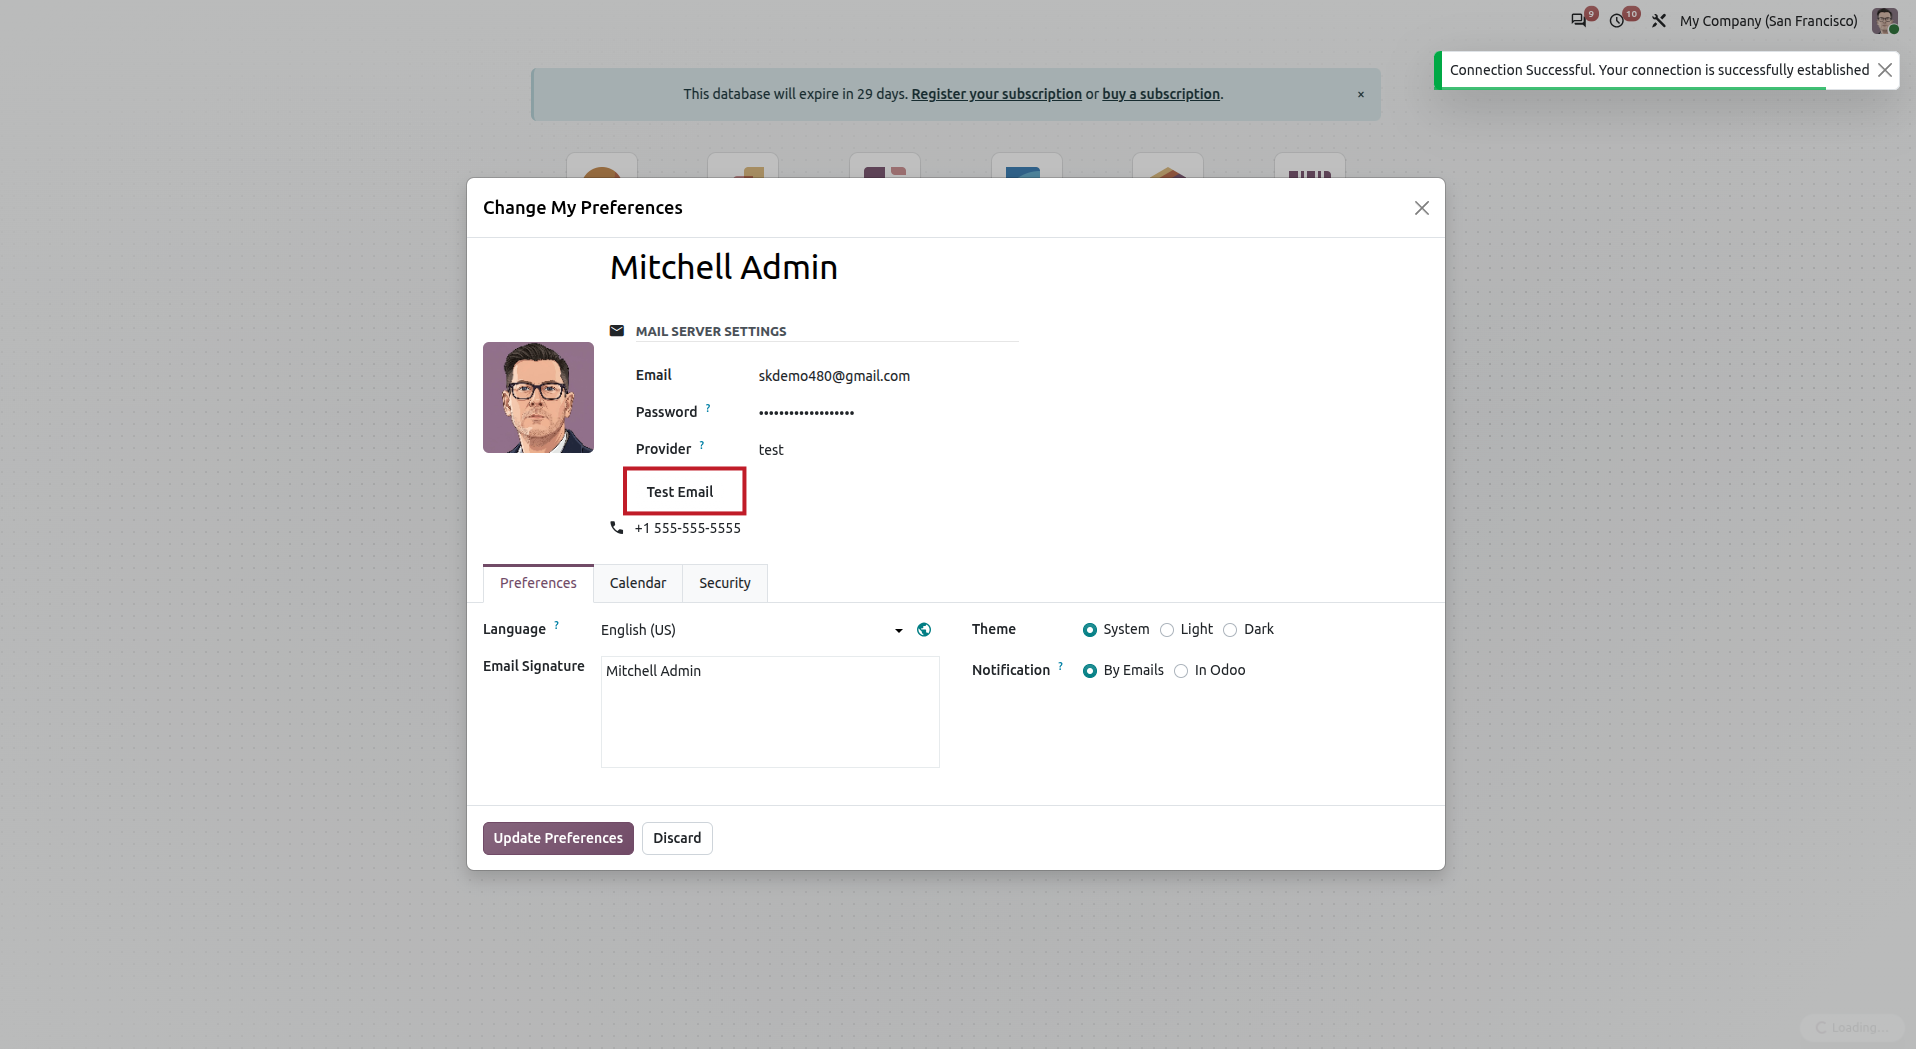 9
10
My Company (San Francisco)
Connection Successful. Your connection is successfully established
This database will expire in 29 days. Register your subscription or buy a subscription.
×
Change My Preferences
Mitchell Admin
MAIL SERVER SETTINGS
Email
skdemo480@gmail.com
Password ?
•••••••••••••••••••
Provider ?
test
Test Email
+1 555-555-5555
Preferences
Calendar
Security
Language ?
English (US)
Theme
System
Light
Dark
Email Signature
Mitchell Admin
Notification ?
By Emails
In Odoo
Update Preferences
Discard
Loading...